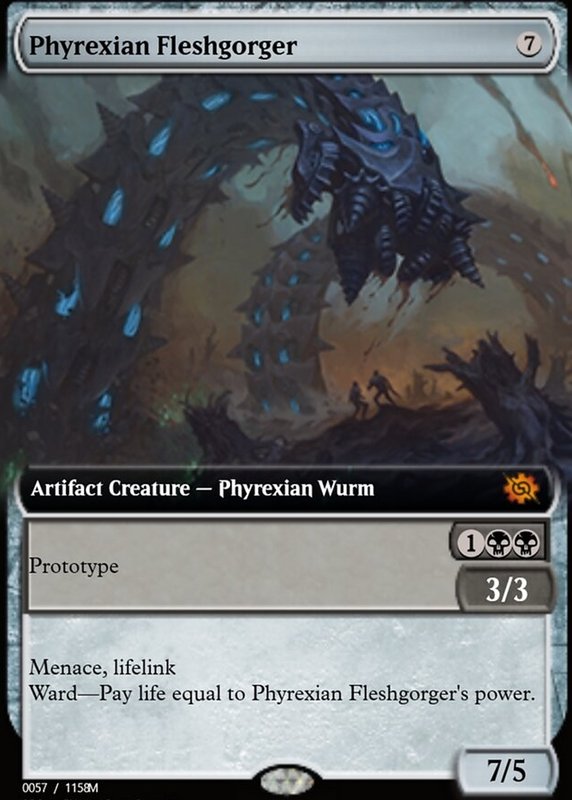 Phyrexian Fleshgorger 7
Artifact Creature — Phyrexian Wurm
Prototype 1
3/3
Menace, lifelink
Ward—Pay life equal to Phyrexian Fleshgorger's power.
7/5
0057 / 1158M